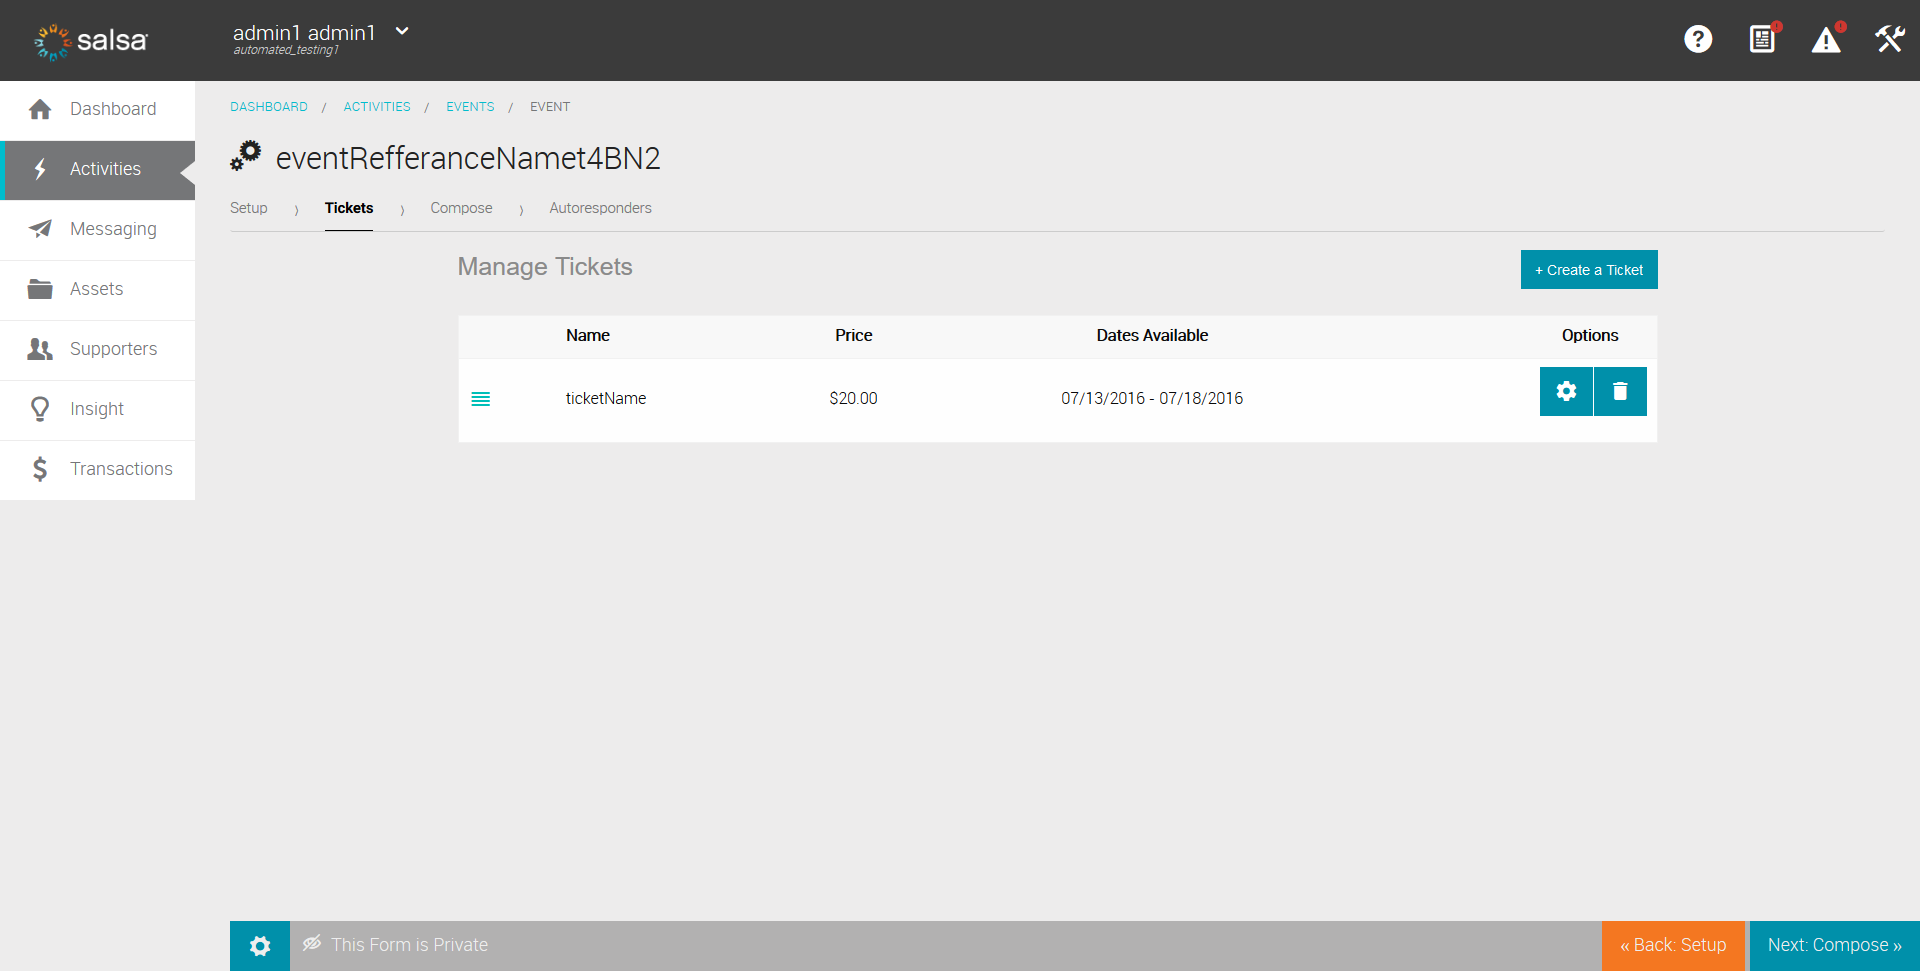 salsa
admin1 admin1
automated_testing1
Dashboard
Activities
Messaging
Assets
Supporters
Insight
Transactions
DASHBOARD / ACTIVITIES / EVENTS / EVENT
eventRefferanceNamet4BN2
Setup ⟩ Tickets ⟩ Compose ⟩ Autoresponders
Manage Tickets
+ Create a Ticket
Name Price Dates Available Options
ticketName $20.00 07/13/2016 - 07/18/2016
This Form is Private
« Back: Setup
Next: Compose »